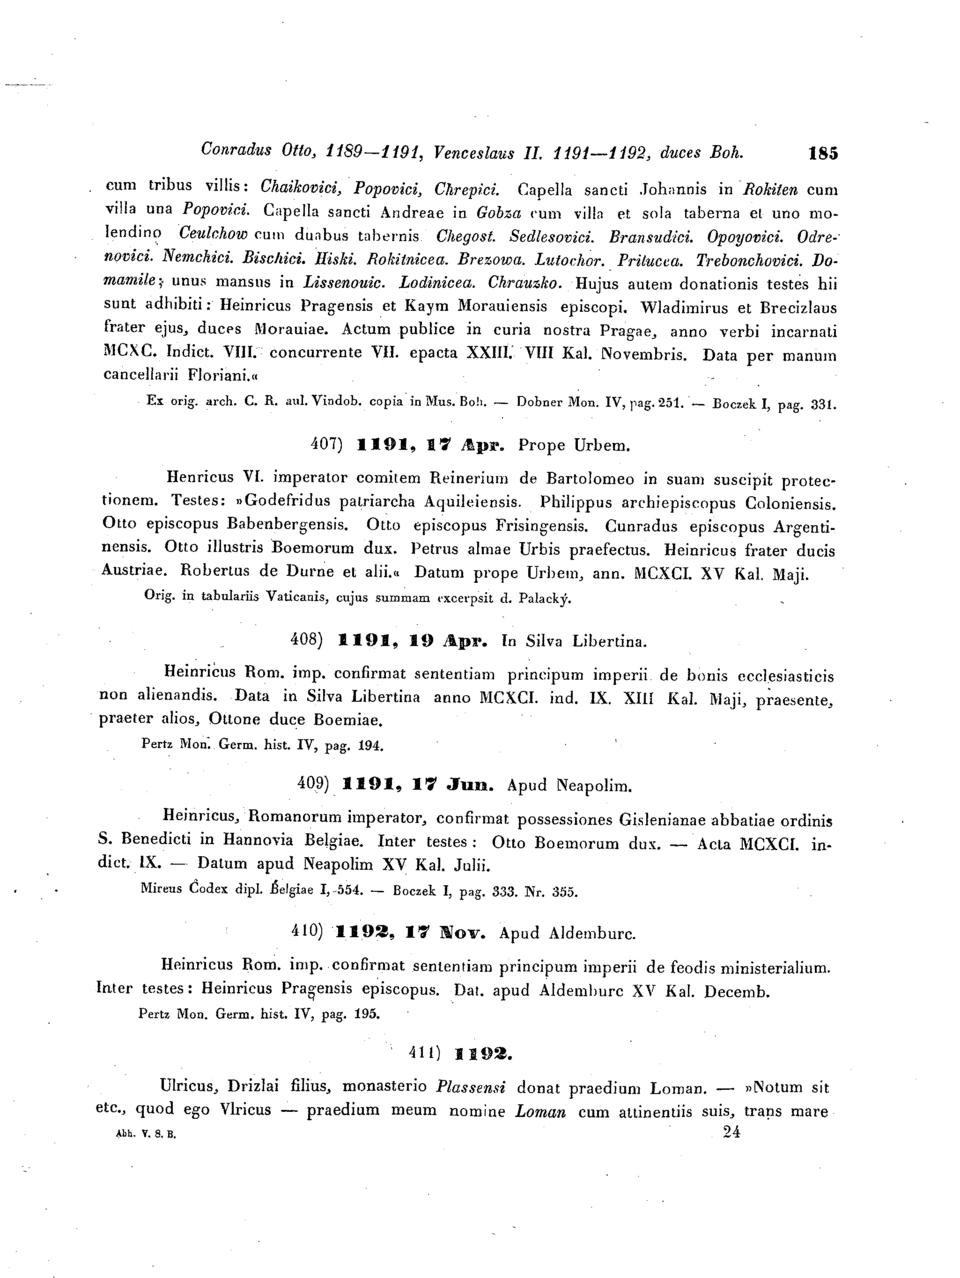 Conradus Otto, 1189—1191, Venceslaus II. 1191—1192, duces Boh. 185
cum tribus villis: Chaikovici, Popovici, Chrepici. Capella sancti Johannis in Rokiten cum
villa una Popovici. Capella sancti Andreae in Gobza cum villa et sola taberna et uno mo-
lendino Ceulchow cum duabus tabernis Chegost. Sedlesovici. Bransudici. Opoyovici. Odre-
novici. Nemchici. Bischici. Hiski. Rokitnicea. Brezowa. Lutochor. Prilucea. Trebonchovici. Do-
mamile; unus mansus in Lissenouic. Lodinicea. Chrauzko. Hujus autem donationis testes hii
sunt adhibiti: Heinricus Pragensis et Kaym Morauiensis episcopi. Wladimirus et Brecizlaus
frater ejus, duces Morauiae. Actum publice in curia nostra Pragae, anno verbi incarnati
MCXC. Indict. VIII. concurrente VII. epacta XXIII. VIII Kal. Novembris. Data per manum
cancellarii Floriani.«
Ex orig. arch. C. R. aul. Vindob. copia in Mus. Boh. — Dobner Mon. IV, pag. 251. — Boczek I, pag. 331.
407) 1191, 17 Apr. Prope Urbem.
Henricus VI. imperator comitem Reinerium de Bartolomeo in suam suscipit protec-
tionem. Testes: »Godefridus patriarcha Aquileiensis. Philippus archiepiscopus Coloniensis.
Otto episcopus Babenbergensis. Otto episcopus Frisingensis. Cunradus episcopus Argenti-
nensis. Otto illustris Boemorum dux. Petrus almae Urbis praefectus. Heinricus frater ducis
Austriae. Robertus de Durne et alii.« Datum prope Urbem, ann. MCXCI. XV Kal. Maji.
Orig. in tabulariis Vaticanis, cujus summam excerpsit d. Palacký.
408) 1191, 19 Apr. In Silva Libertina.
Heinricus Rom. imp. confirmat sententiam principum imperii de bonis ecclesiasticis
non alienandis. Data in Silva Libertina anno MCXCI. ind. IX. XIII Kal. Maji, praesente,
praeter alios, Ottone duce Boemiae.
Pertz Mon. Germ. hist. IV, pag. 194.
409) 1191, 17 Jun. Apud Neapolim.
Heinricus, Romanorum imperator, confirmat possessiones Gislenianae abbatiae ordinis
S. Benedicti in Hannovia Belgiae. Inter testes: Otto Boemorum dux. — Acta MCXCI. in-
dict. IX. — Datum apud Neapolim XV Kal. Julii.
Mireus Codex dipl. Belgiae I, 554. — Boczek I, pag. 333. Nr. 355.
410) 1192, 17 Nov. Apud Aldemburc.
Heinricus Rom. imp. confirmat sententiam principum imperii de feodis ministerialium.
Inter testes: Heinricus Pragensis episcopus. Dat. apud Aldemburc XV Kal. Decemb.
Pertz Mon. Germ. hist. IV, pag. 195.
411) 1192.
Ulricus, Drizlai filius, monasterio Plassensi donat praedium Loman. — »Notum sit
etc., quod ego Vlricus — praedium meum nomine Loman cum attinentiis suis, trans mare
Abh. V. 8. B. 24